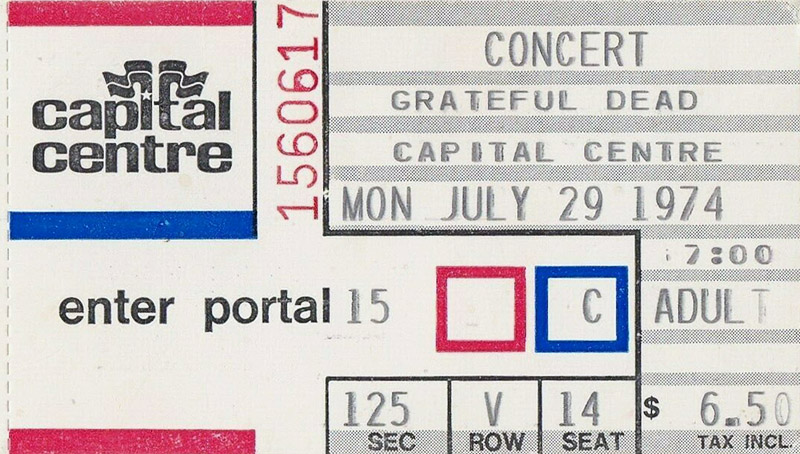 capital
centre
1560617
CONCERT
GRATEFUL DEAD
CAPITAL CENTRE
MON JULY 29 1974
7:00
enter portal 15
C
ADULT
125 V 14 $ 6.50
SEC ROW SEAT TAX INCL.